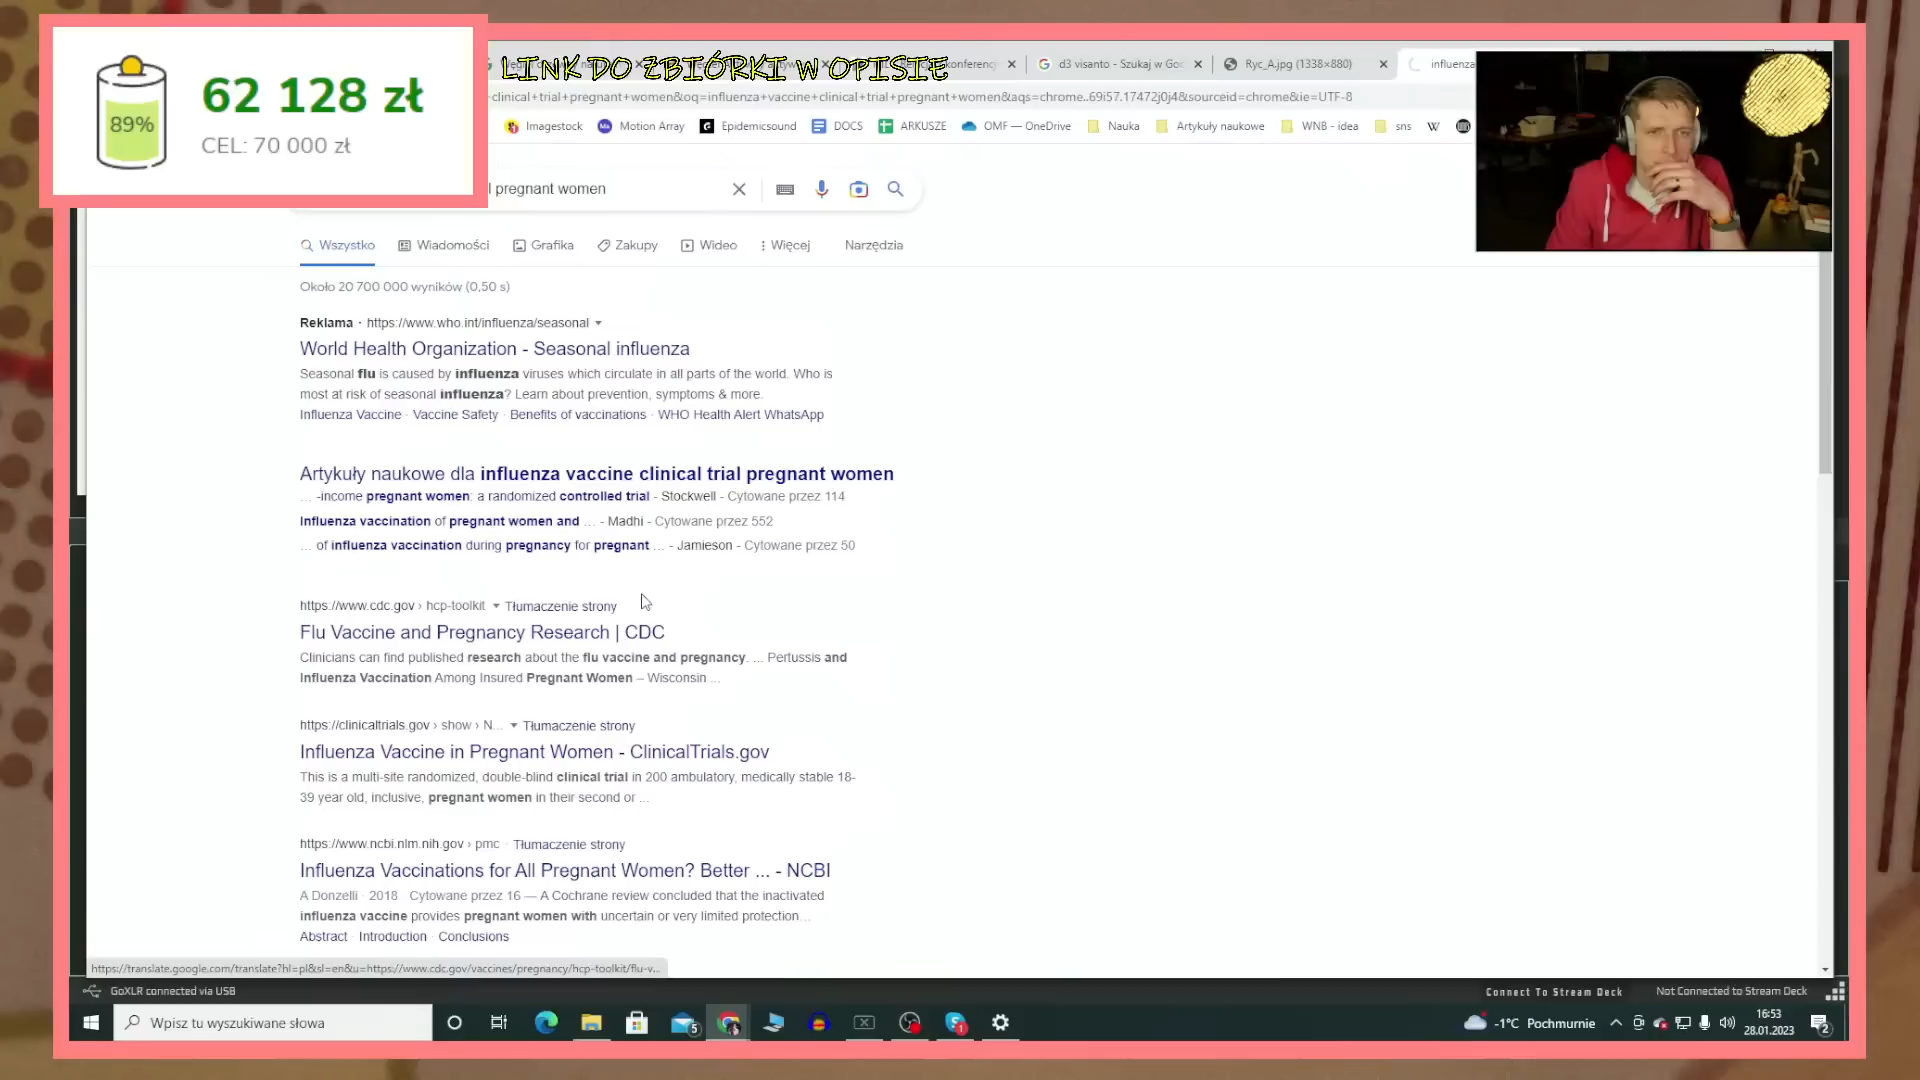 89%
62 128 zł
CEL: 70 000 zł
LINK DO ZBIÓRKI W OPISIE
d3 visanto - Szukaj w Goo
Ryc_A.jpg (1338×880)
influenza
clinical+trial+pregnant+women&oq=influenza+vaccine+clinical+trial+pregnant+women&aqs=chrome..69i57.17472j0j4&sourceid=chrome&ie=UTF-8
Imagestock
Motion Array
Epidemicsound
DOCS
ARKUSZE
OMF — OneDrive
Nauka
Artykuły naukowe
WNB - idea
sns
l pregnant women
Wszystko
Wiadomości
Grafika
Zakupy
Wideo
Więcej
Narzędzia
Około 20 700 000 wyników (0,50 s)
Reklama · https://www.who.int/influenza/seasonal
World Health Organization - Seasonal influenza
Seasonal flu is caused by influenza viruses which circulate in all parts of the world. Who is
most at risk of seasonal influenza? Learn about prevention, symptoms & more.
Influenza Vaccine · Vaccine Safety · Benefits of vaccinations · WHO Health Alert WhatsApp
Artykuły naukowe dla influenza vaccine clinical trial pregnant women
... -income pregnant women: a randomized controlled trial - Stockwell - Cytowane przez 114
Influenza vaccination of pregnant women and ... - Madhi - Cytowane przez 552
... of influenza vaccination during pregnancy for pregnant ... - Jamieson - Cytowane przez 50
https://www.cdc.gov › hcp-toolkit Tłumaczenie strony
Flu Vaccine and Pregnancy Research | CDC
Clinicians can find published research about the flu vaccine and pregnancy. ... Pertussis and
Influenza Vaccination Among Insured Pregnant Women – Wisconsin ...
https://clinicaltrials.gov › show › N... Tłumaczenie strony
Influenza Vaccine in Pregnant Women - ClinicalTrials.gov
This is a multi-site randomized, double-blind clinical trial in 200 ambulatory, medically stable 18-
39 year old, inclusive, pregnant women in their second or ...
https://www.ncbi.nlm.nih.gov › pmc · Tłumaczenie strony
Influenza Vaccinations for All Pregnant Women? Better ... - NCBI
A Donzelli · 2018 · Cytowane przez 16 — A Cochrane review concluded that the inactivated
influenza vaccine provides pregnant women with uncertain or very limited protection...
Abstract · Introduction · Conclusions
https://translate.google.com/translate?hl=pl&sl=en&u=https://www.cdc.gov/vaccines/pregnancy/hcp-toolkit/flu-v...
GoXLR connected via USB
Connect To Stream Deck
Not Connected to Stream Deck
Wpisz tu wyszukiwane słowa
5
1
-1°C Pochmurnie
16:53
28.01.2023
2